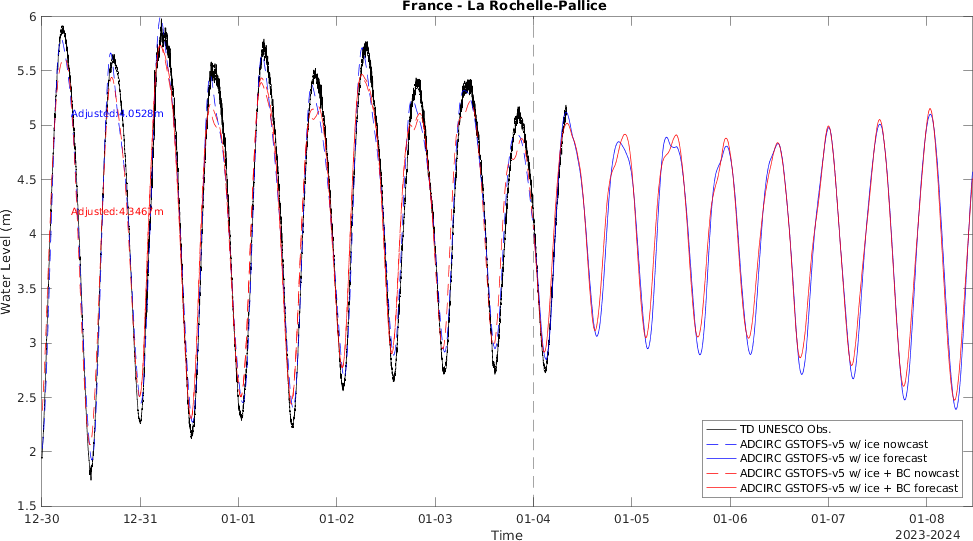 France - La Rochelle-Pallice
6
5.5
5
4.5
4
3.5
3
2.5
2
1.5
Water Level (m)
Adjusted:4.0528m
Adjusted:4.3467m
TD UNESCO Obs.
ADCIRC GSTOFS-v5 w/ ice nowcast
ADCIRC GSTOFS-v5 w/ ice forecast
ADCIRC GSTOFS-v5 w/ ice + BC nowcast
ADCIRC GSTOFS-v5 w/ ice + BC forecast
12-30 12-31 01-01 01-02 01-03 01-04 01-05 01-06 01-07 01-08
Time
2023-2024